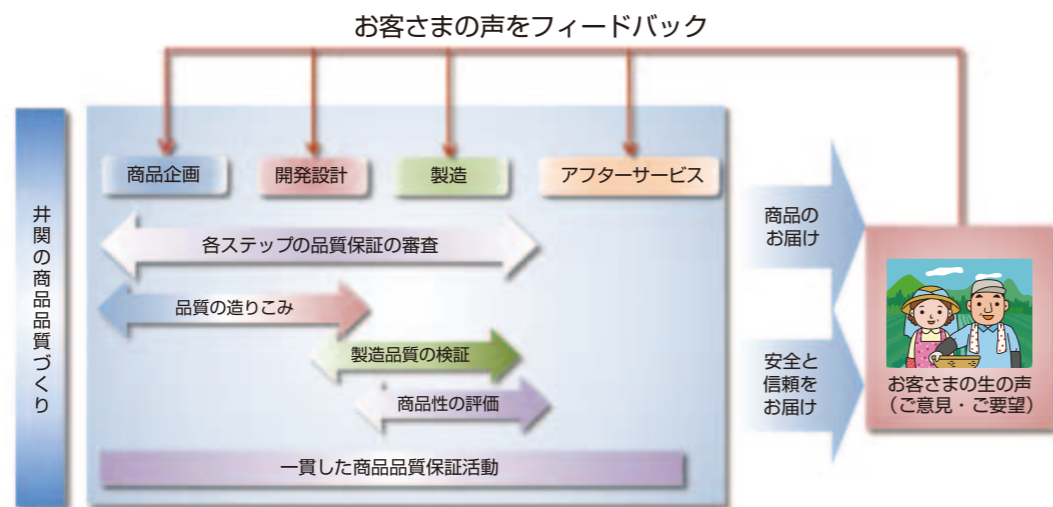 お客さまの声をフィードバック
井関の商品品質づくり
商品企画
開発設計
製造
アフターサービス
各ステップの品質保証の審査
品質の造りこみ
製造品質の検証
商品性の評価
一貫した商品品質保証活動
商品の
お届け
安全と
信頼を
お届け
お客さまの生の声
（ご意見・ご要望）